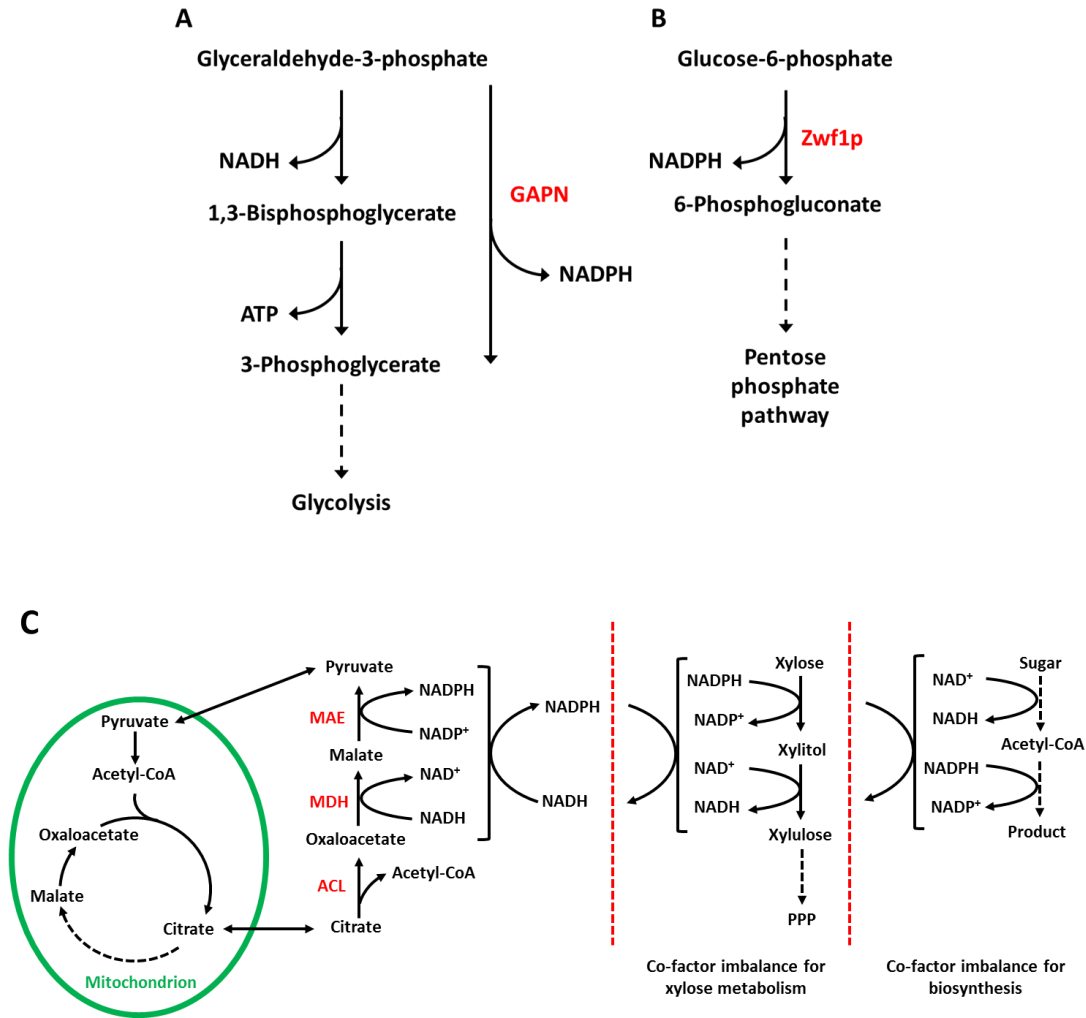 A
Glyceraldehyde-3-phosphate
NADH
1,3-Bisphosphoglycerate
GAPN
NADPH
ATP
3-Phosphoglycerate
Glycolysis
B
Glucose-6-phosphate
Zwf1p
NADPH
6-Phosphogluconate
Pentose
phosphate
pathway
C
Pyruvate
Acetyl-CoA
Oxaloacetate
Malate
Citrate
Mitochondrion
Pyruvate
NADPH
MAE
NADP+
Malate
NAD+
MDH
NADH
Oxaloacetate
Acetyl-CoA
ACL
Citrate
NADPH
NADH
Xylose
NADPH
NADP+
Xylitol
NAD+
NADH
Xylulose
PPP
Co-factor imbalance for
xylose metabolism
Sugar
NAD+
NADH
Acetyl-CoA
NADPH
NADP+
Product
Co-factor imbalance for
biosynthesis